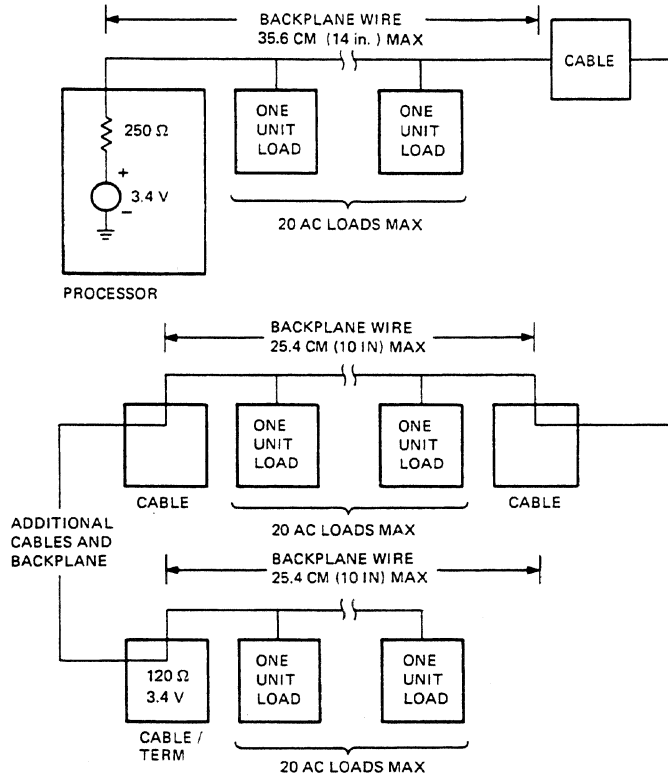 BACKPLANE WIRE
35.6 CM (14 in.) MAX
CABLE
ONE
UNIT
LOAD
ONE
UNIT
LOAD
250 Ω
+
3.4 V
−
20 AC LOADS MAX
PROCESSOR
BACKPLANE WIRE
25.4 CM (10 IN) MAX
ONE
UNIT
LOAD
ONE
UNIT
LOAD
CABLE
CABLE
20 AC LOADS MAX
ADDITIONAL
CABLES AND
BACKPLANE
BACKPLANE WIRE
25.4 CM (10 IN) MAX
120 Ω
3.4 V
ONE
UNIT
LOAD
ONE
UNIT
LOAD
CABLE /
TERM
20 AC LOADS MAX